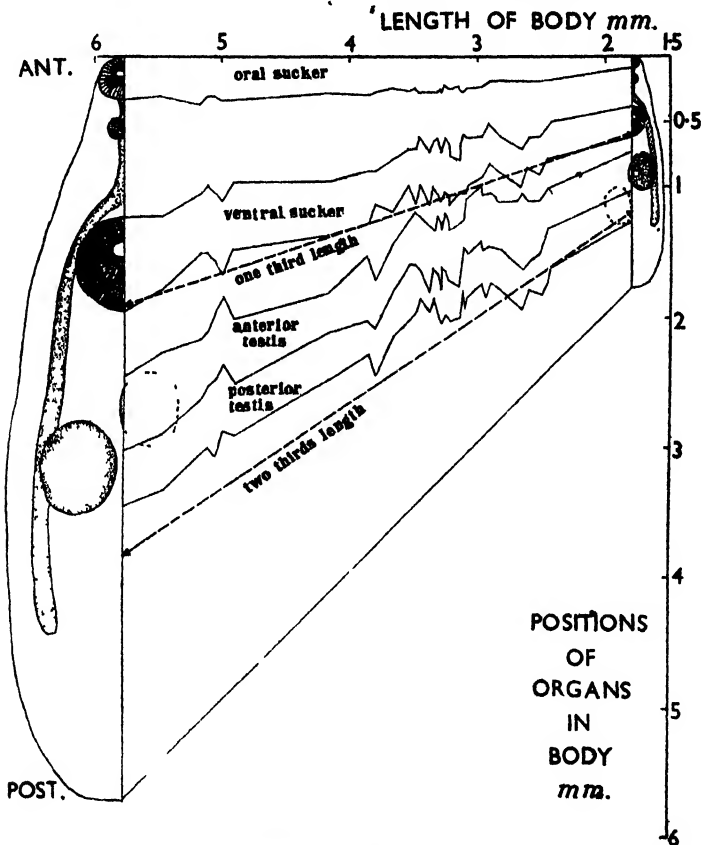 LENGTH OF BODY mm.
6 5 4 3 2 15
ANT.
oral sucker
0·5
1
ventral sucker
one third length
2
anterior
testis
posterior
testis
3
two thirds length
4
POSITIONS
OF
ORGANS
5
IN
BODY
POST.
mm.
6